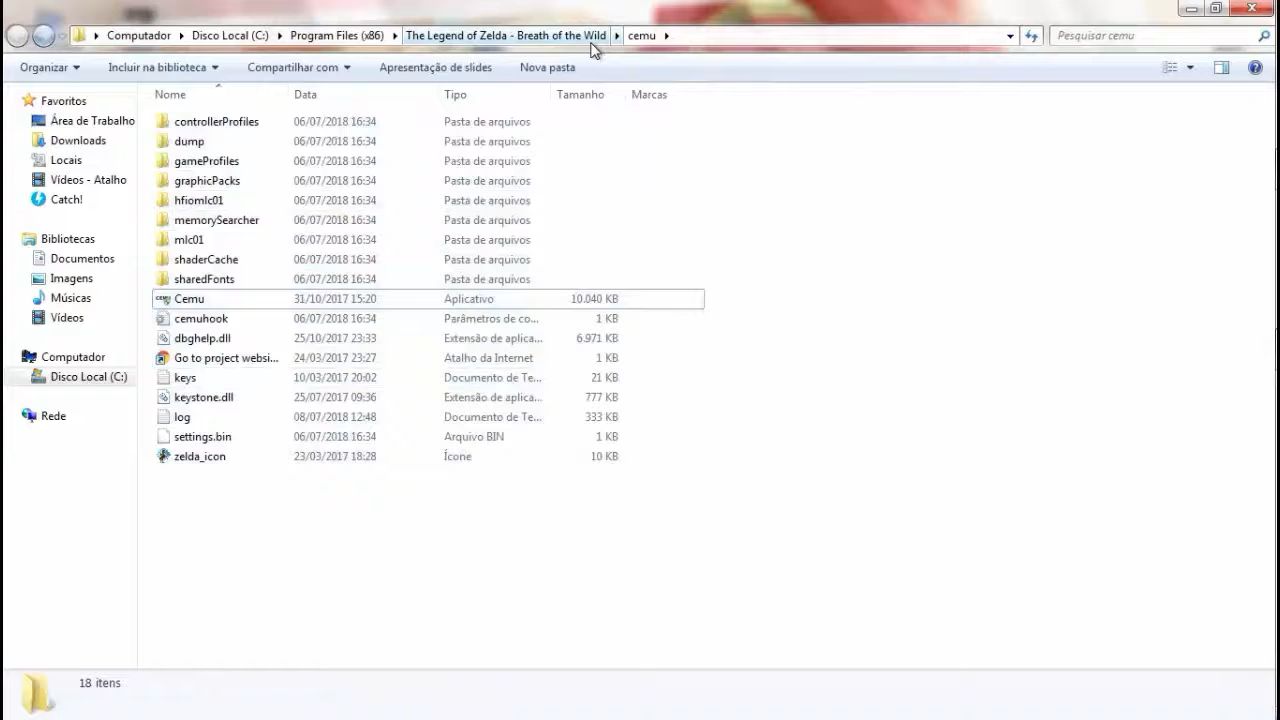 Computador Disco Local (C:) Program Files (x86) The Legend of Zelda - Breath of the Wild cemu Pesquisar cemu
Organizar Incluir na biblioteca Compartilhar com Apresentação de slides Nova pasta
Nome Data Tipo Tamanho Marcas
Favoritos
Área de Trabalho
Downloads
Locais
Vídeos - Atalho
Catch!
Bibliotecas
Documentos
Imagens
Músicas
Vídeos
Computador
Disco Local (C:)
Rede
controllerProfiles 06/07/2018 16:34 Pasta de arquivos
dump 06/07/2018 16:34 Pasta de arquivos
gameProfiles 06/07/2018 16:34 Pasta de arquivos
graphicPacks 06/07/2018 16:34 Pasta de arquivos
hfiomlc01 06/07/2018 16:34 Pasta de arquivos
memorySearcher 06/07/2018 16:34 Pasta de arquivos
mlc01 06/07/2018 16:34 Pasta de arquivos
shaderCache 06/07/2018 16:34 Pasta de arquivos
sharedFonts 06/07/2018 16:34 Pasta de arquivos
Cemu 31/10/2017 15:20 Aplicativo 10.040 KB
cemuhook 06/07/2018 16:34 Parâmetros de co... 1 KB
dbghelp.dll 25/10/2017 23:33 Extensão de aplica... 6.971 KB
Go to project websi... 24/03/2017 23:27 Atalho da Internet 1 KB
keys 10/03/2017 20:02 Documento de Te... 21 KB
keystone.dll 25/07/2017 09:36 Extensão de aplica... 777 KB
log 08/07/2018 12:48 Documento de Te... 333 KB
settings.bin 06/07/2018 16:34 Arquivo BIN 1 KB
zelda_icon 23/03/2017 18:28 Ícone 10 KB
18 itens